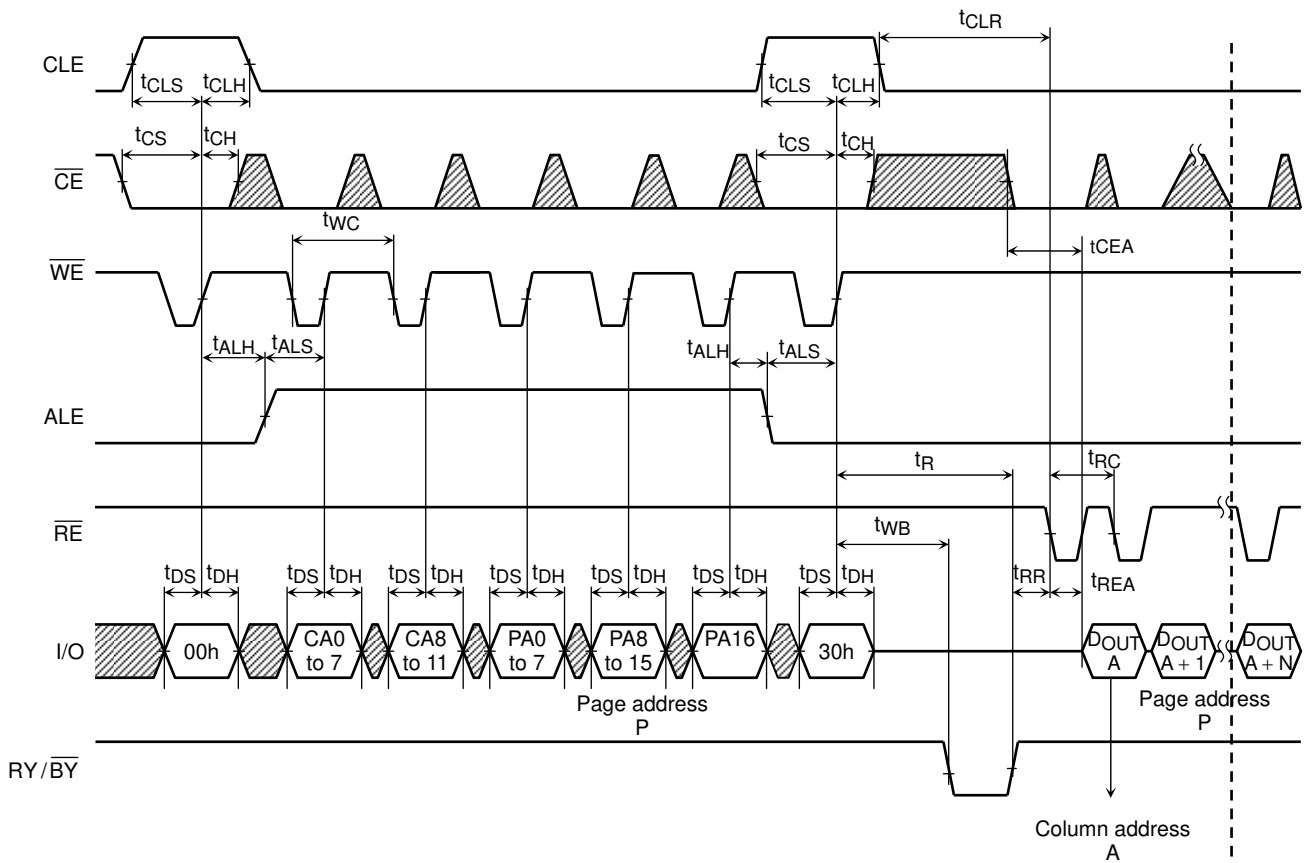 tCLR
CLE
tCLS tCLH tCLS tCLH
tCS tCH tCS tCH
CE
tWC
tCEA
WE
tALH tALS tALH tALS
ALE
tR tRC
RE
tWB
tDS tDH tDS tDH tDS tDH tDS tDH tDS tDH tDS tDH tDS tDH tRR tREA
I/O 00h CA0 to 7 CA8 to 11 PA0 to 7 PA8 to 15 PA16 30h DOUT A DOUT A + 1 DOUT A + N
Page address P
Page address P
RY/BY
Column address A